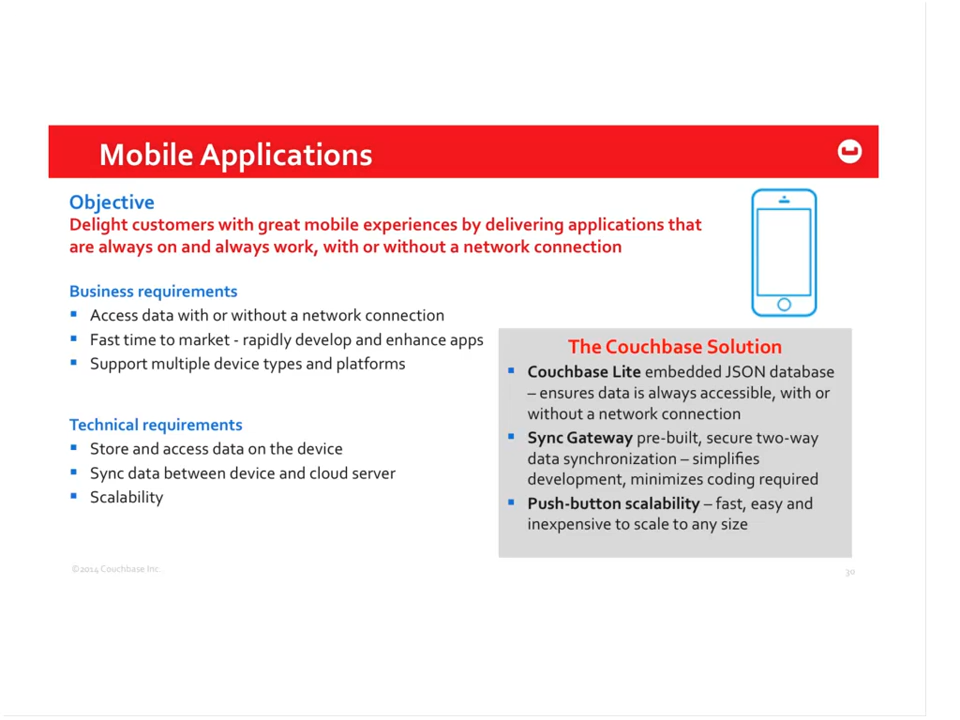 Mobile Applications
Objective
Delight customers with great mobile experiences by delivering applications that
are always on and always work, with or without a network connection
Business requirements
▪ Access data with or without a network connection
▪ Fast time to market - rapidly develop and enhance apps
▪ Support multiple device types and platforms
Technical requirements
▪ Store and access data on the device
▪ Sync data between device and cloud server
▪ Scalability
The Couchbase Solution
▪ Couchbase Lite embedded JSON database
– ensures data is always accessible, with or
without a network connection
▪ Sync Gateway pre-built, secure two-way
data synchronization – simplifies
development, minimizes coding required
▪ Push-button scalability – fast, easy and
inexpensive to scale to any size
©2014 Couchbase Inc.
30